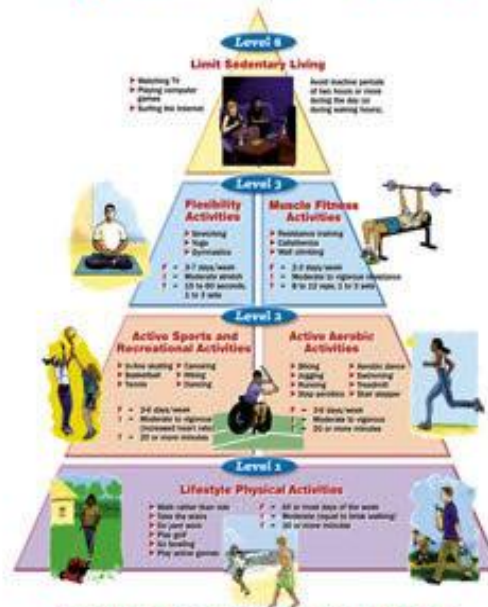 Level 4
Limit Sedentary Living
Watching TV
Playing computer
games
Surfing the Internet
Avoid inactive periods
of two hours or more
during the day (or
during waking hours).
Level 3
Flexibility
Activities
Stretching
Yoga
Gymnastics
F = 3-7 days/week
I = Moderate stretch
T = 15 to 60 seconds,
1 to 3 sets
Muscle Fitness
Activities
Resistance training
Calisthenics
Wall climbing
F = 2-3 days/week
I = Moderate to vigorous resistance
T = 8 to 12 reps, 1 to 3 sets
Level 2
Active Sports and
Recreational Activities
In-line skating
Basketball
Tennis
Canoeing
Hiking
Dancing
F = 3-6 days/week
I = Moderate to vigorous
(increased heart rate)
T = 20 or more minutes
Active Aerobic
Activities
Biking
Jogging
Running
Step aerobics
Aerobic dance
Swimming
Treadmill
Stair stepper
F = 3-6 days/week
I = Moderate to vigorous
T = 20 or more minutes
Level 1
Lifestyle Physical Activities
Walk rather than ride
Take the stairs
Do yard work
Play golf
Go bowling
Play active games
F = All or most days of the week
I = Moderate (equal to brisk walking)
T = 30 or more minutes